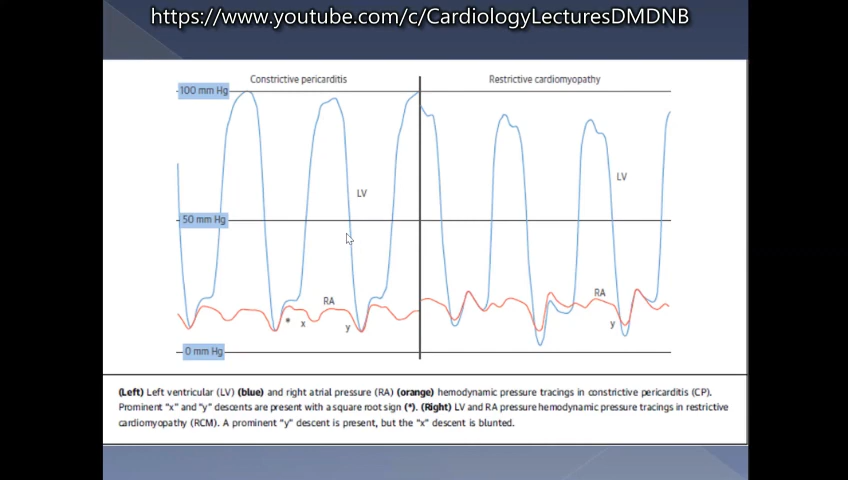 https://www.youtube.com/c/CardiologyLecturesDMDNB
Constrictive pericarditis
Restrictive cardiomyopathy
100 mm Hg
LV
LV
50 mm Hg
RA
RA
* x y
y
0 mm Hg
(Left) Left ventricular (LV) (blue) and right atrial pressure (RA) (orange) hemodynamic pressure tracings in constrictive pericarditis (CP).
Prominent "x" and "y" descents are present with a square root sign (*). (Right) LV and RA pressure hemodynamic pressure tracings in restrictive
cardiomyopathy (RCM). A prominent "y" descent is present, but the "x" descent is blunted.